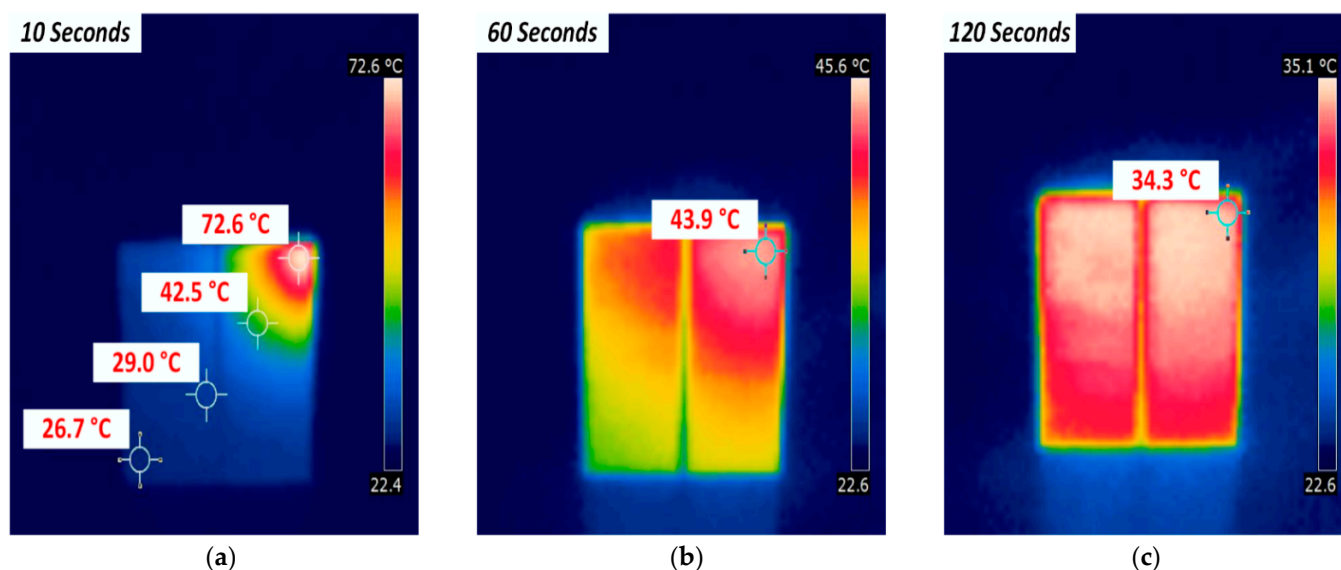 10 Seconds
72.6 °C
72.6 °C
42.5 °C
29.0 °C
26.7 °C
22.4
(a)
60 Seconds
45.6 °C
43.9 °C
22.6
(b)
120 Seconds
35.1 °C
34.3 °C
22.6
(c)